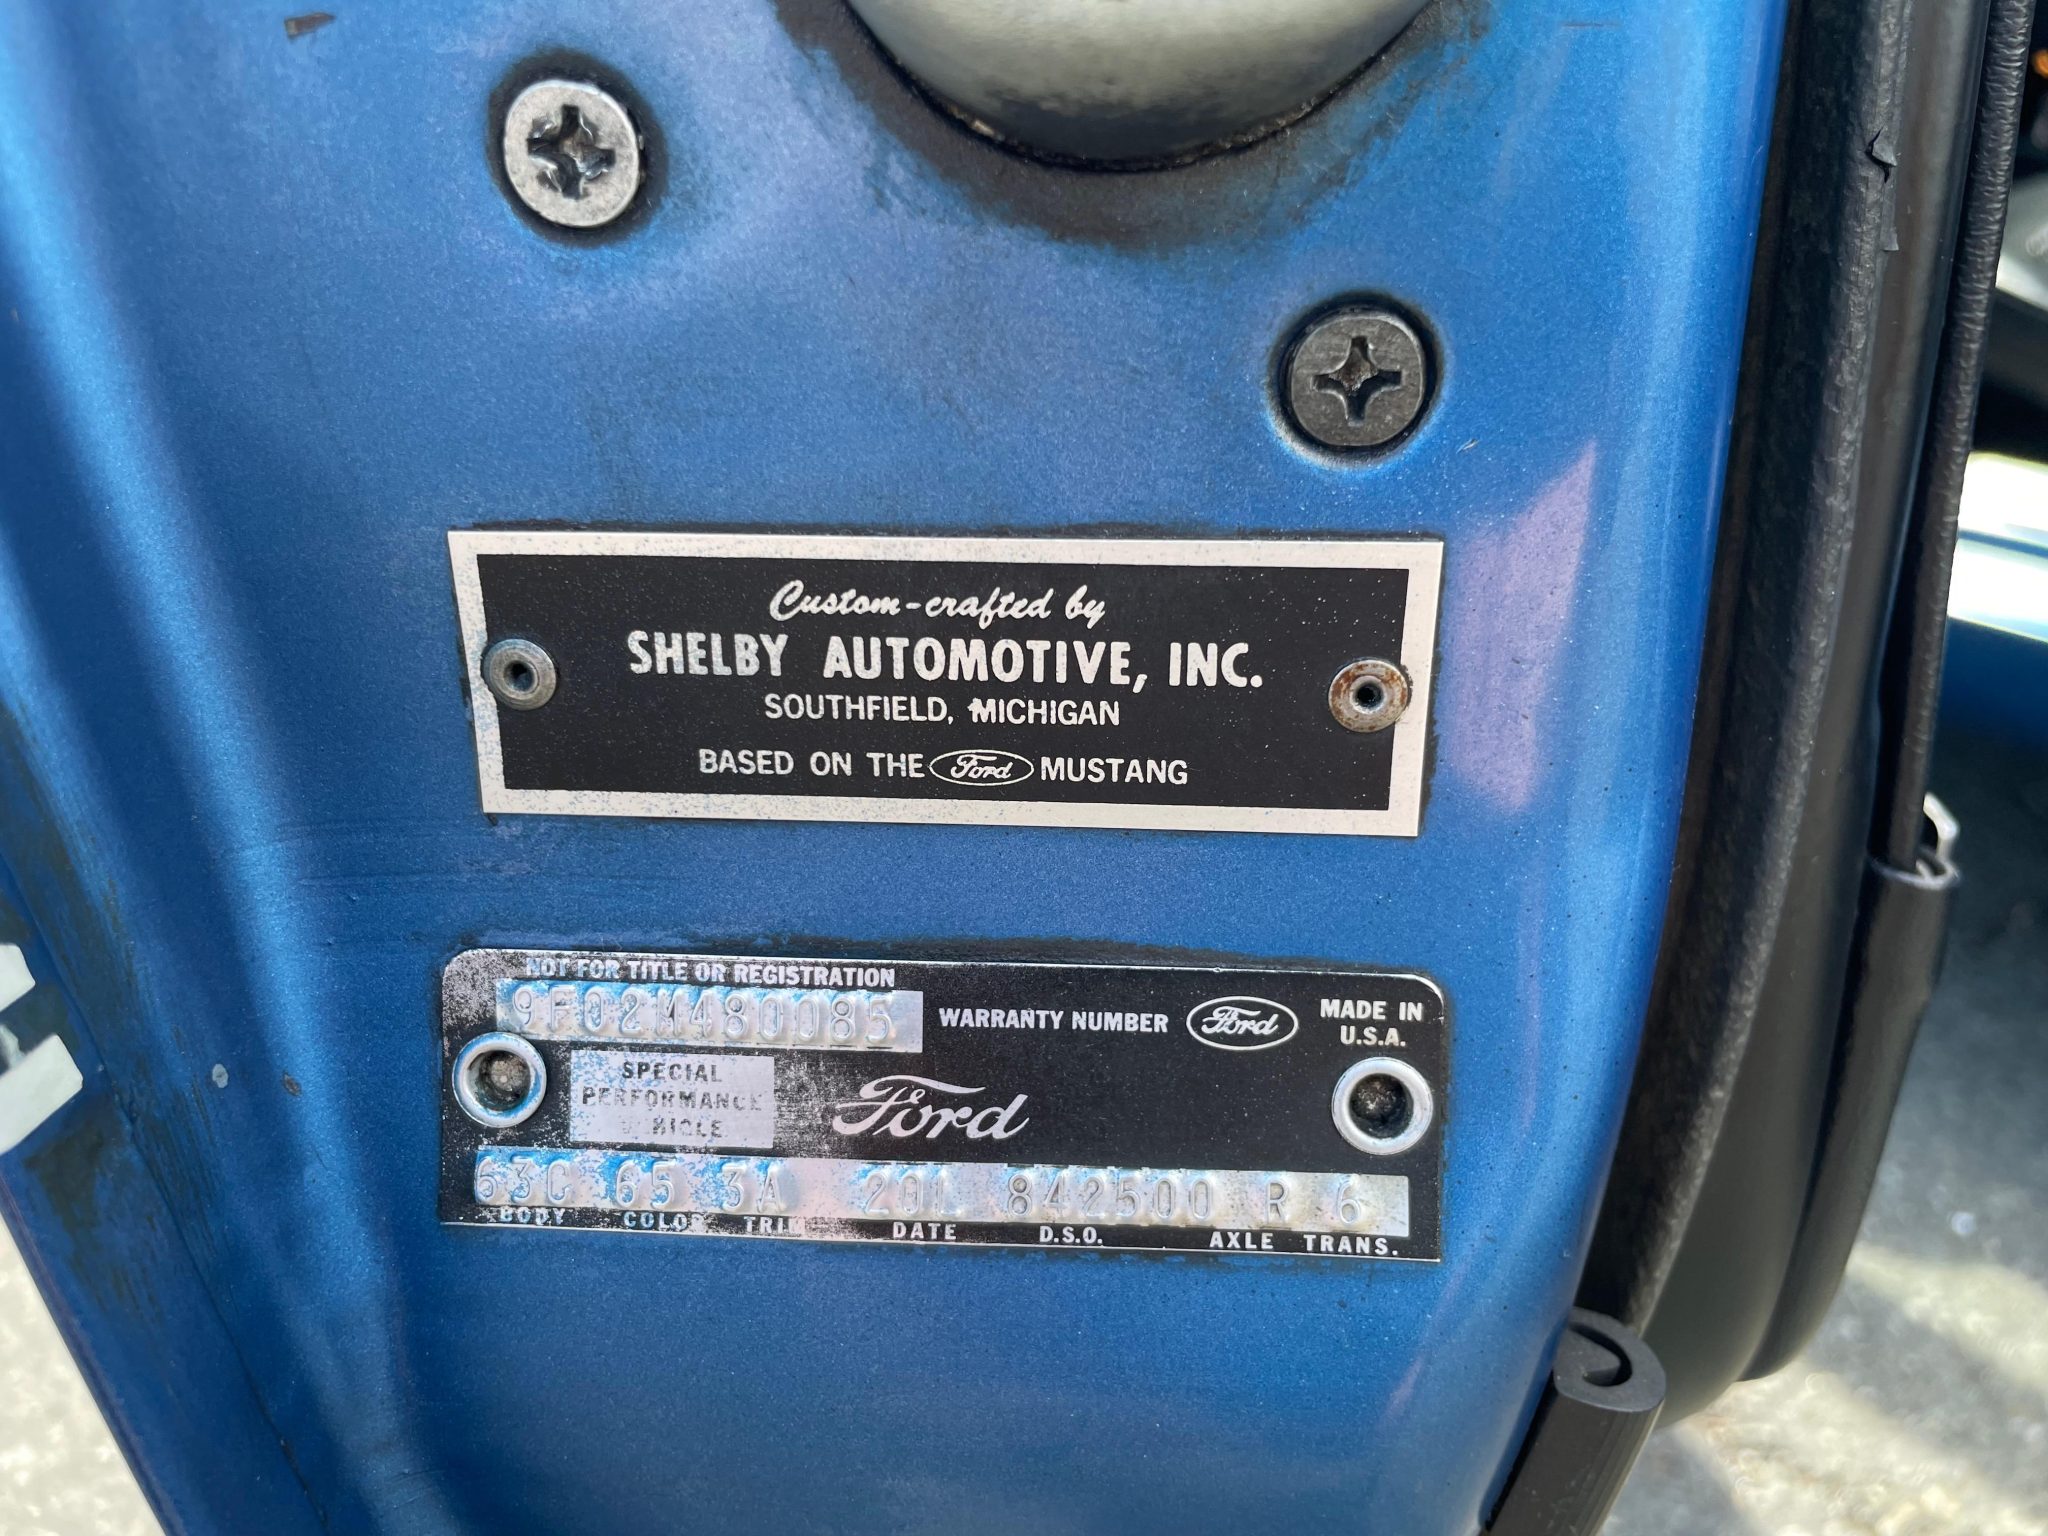 Custom-crafted by
SHELBY AUTOMOTIVE, INC.
SOUTHFIELD, MICHIGAN
BASED ON THE Ford MUSTANG
NOT FOR TITLE OR REGISTRATION
9F02M480085
WARRANTY NUMBER Ford MADE IN
U.S.A.
SPECIAL
PERFORMANCE
VEHICLE
Ford
63C 65 3A 20L 842500 R 6
BODY COLOR TRIM DATE D.S.O. AXLE TRANS.